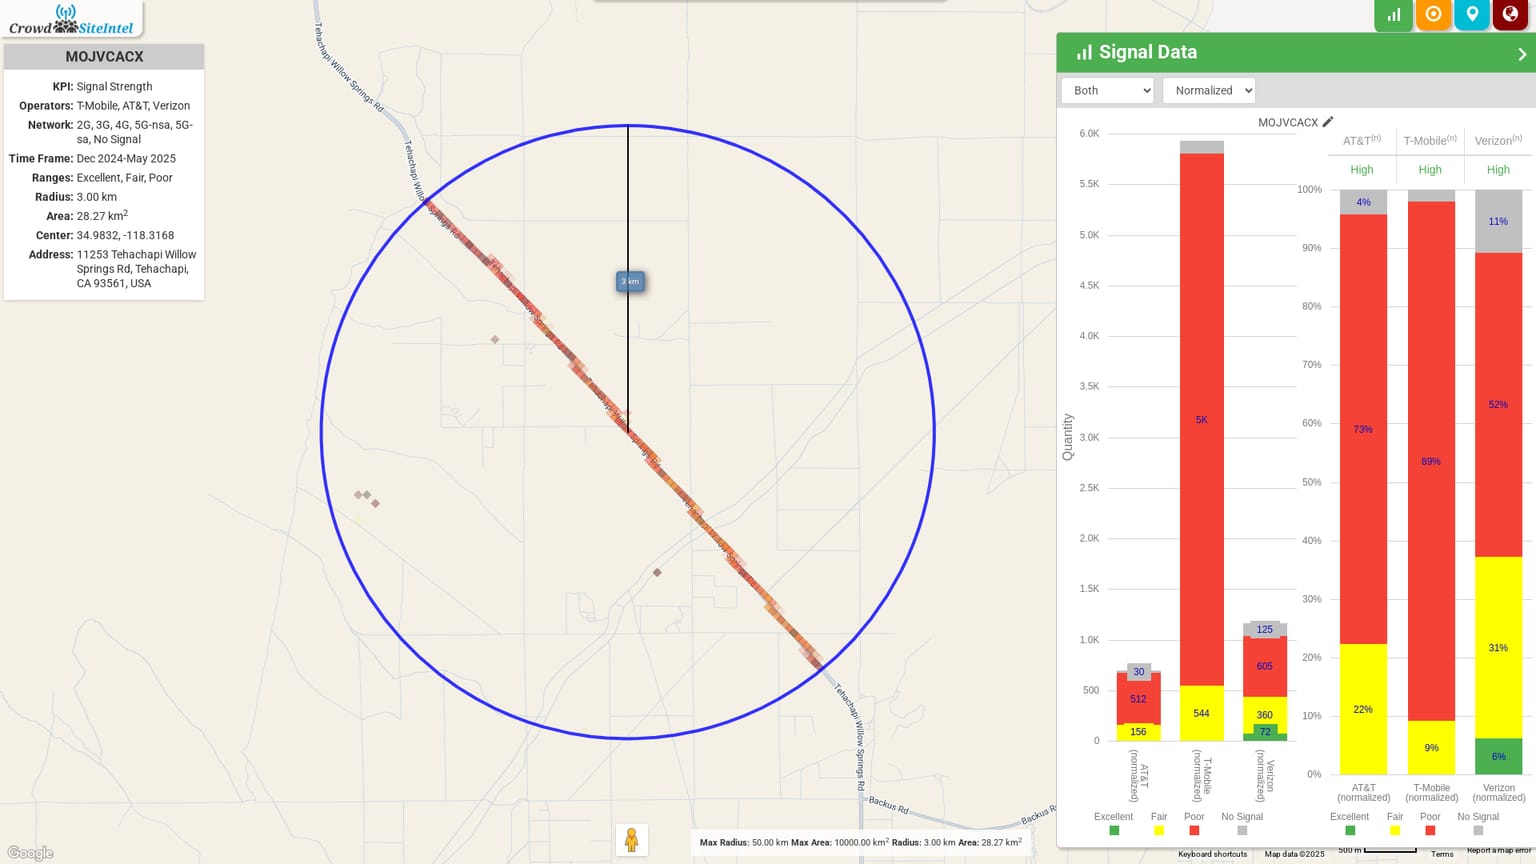 Crowd SiteIntel
MOJVCACX
KPI: Signal Strength
Operators: T-Mobile, AT&T, Verizon
Network: 2G, 3G, 4G, 5G-nsa, 5G-
sa, No Signal
Time Frame: Dec 2024-May 2025
Ranges: Excellent, Fair, Poor
Radius: 3.00 km
Area: 28.27 km2
Center: 34.9832, -118.3168
Address: 11253 Tehachapi Willow
Springs Rd, Tehachapi,
CA 93561, USA
Tehachapi Willow Springs Rd
Tehachapi Willow Springs Rd
3 km
Tehachapi Willow Springs Rd
Backus Rd
Backus R
Google
Max Radius: 50.00 km Max Area: 10000.00 km2 Radius: 3.00 km Area: 28.27 km2
Signal Data
Both
Normalized
MOJVCACX
Quantity
6.0K
5.5K
5.0K
4.5K
4.0K
3.5K
3.0K
2.5K
2.0K
1.5K
1.0K
500
0
30
512
156
5K
544
125
605
360
72
AT&T
(normalized)
T-Mobile
(normalized)
Verizon
(normalized)
Excellent Fair Poor No Signal
AT&T(n) T-Mobile(n) Verizon(n)
High High High
100%
90%
80%
70%
60%
50%
40%
30%
20%
10%
0%
4%
73%
22%
89%
9%
11%
52%
31%
6%
AT&T
(normalized)
T-Mobile
(normalized)
Verizon
(normalized)
Excellent Fair Poor No Signal
Keyboard shortcuts Map data ©2025 500 m Terms Report a map error